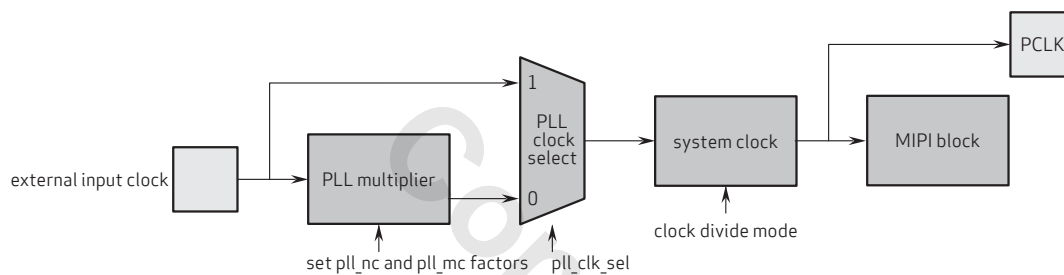 PCLK
1
PLL
clock
select
system clock
MIPI block
external input clock
PLL multiplier
0
clock divide mode
set pll_nc and pll_mc factors
pll_clk_sel